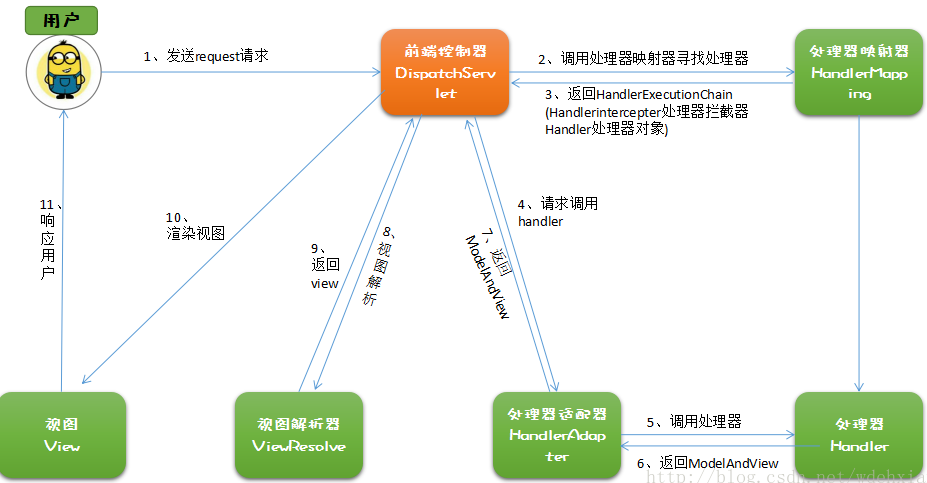 用户
1、发送request请求
前端控制器
DispatchServ
let
2、调用处理器映射器寻找处理器
处理器映射器
HandlerMapp
ing
3、返回HandlerExecutionChain
(Handlerintercepter处理器拦截器
Handler处理器对象)
4、请求调用
handler
11、
响
应
用
户
10、
渲染视图
9、
返回
view
8、
视
图
解
析
7、返回
ModelAndView
视图
View
视图解析器
ViewResolve
处理器适配器
HandlerAdap
ter
5、调用处理器
6、返回ModelAndView
处理器
Handler
http://blog.csdn.net/wdehxia